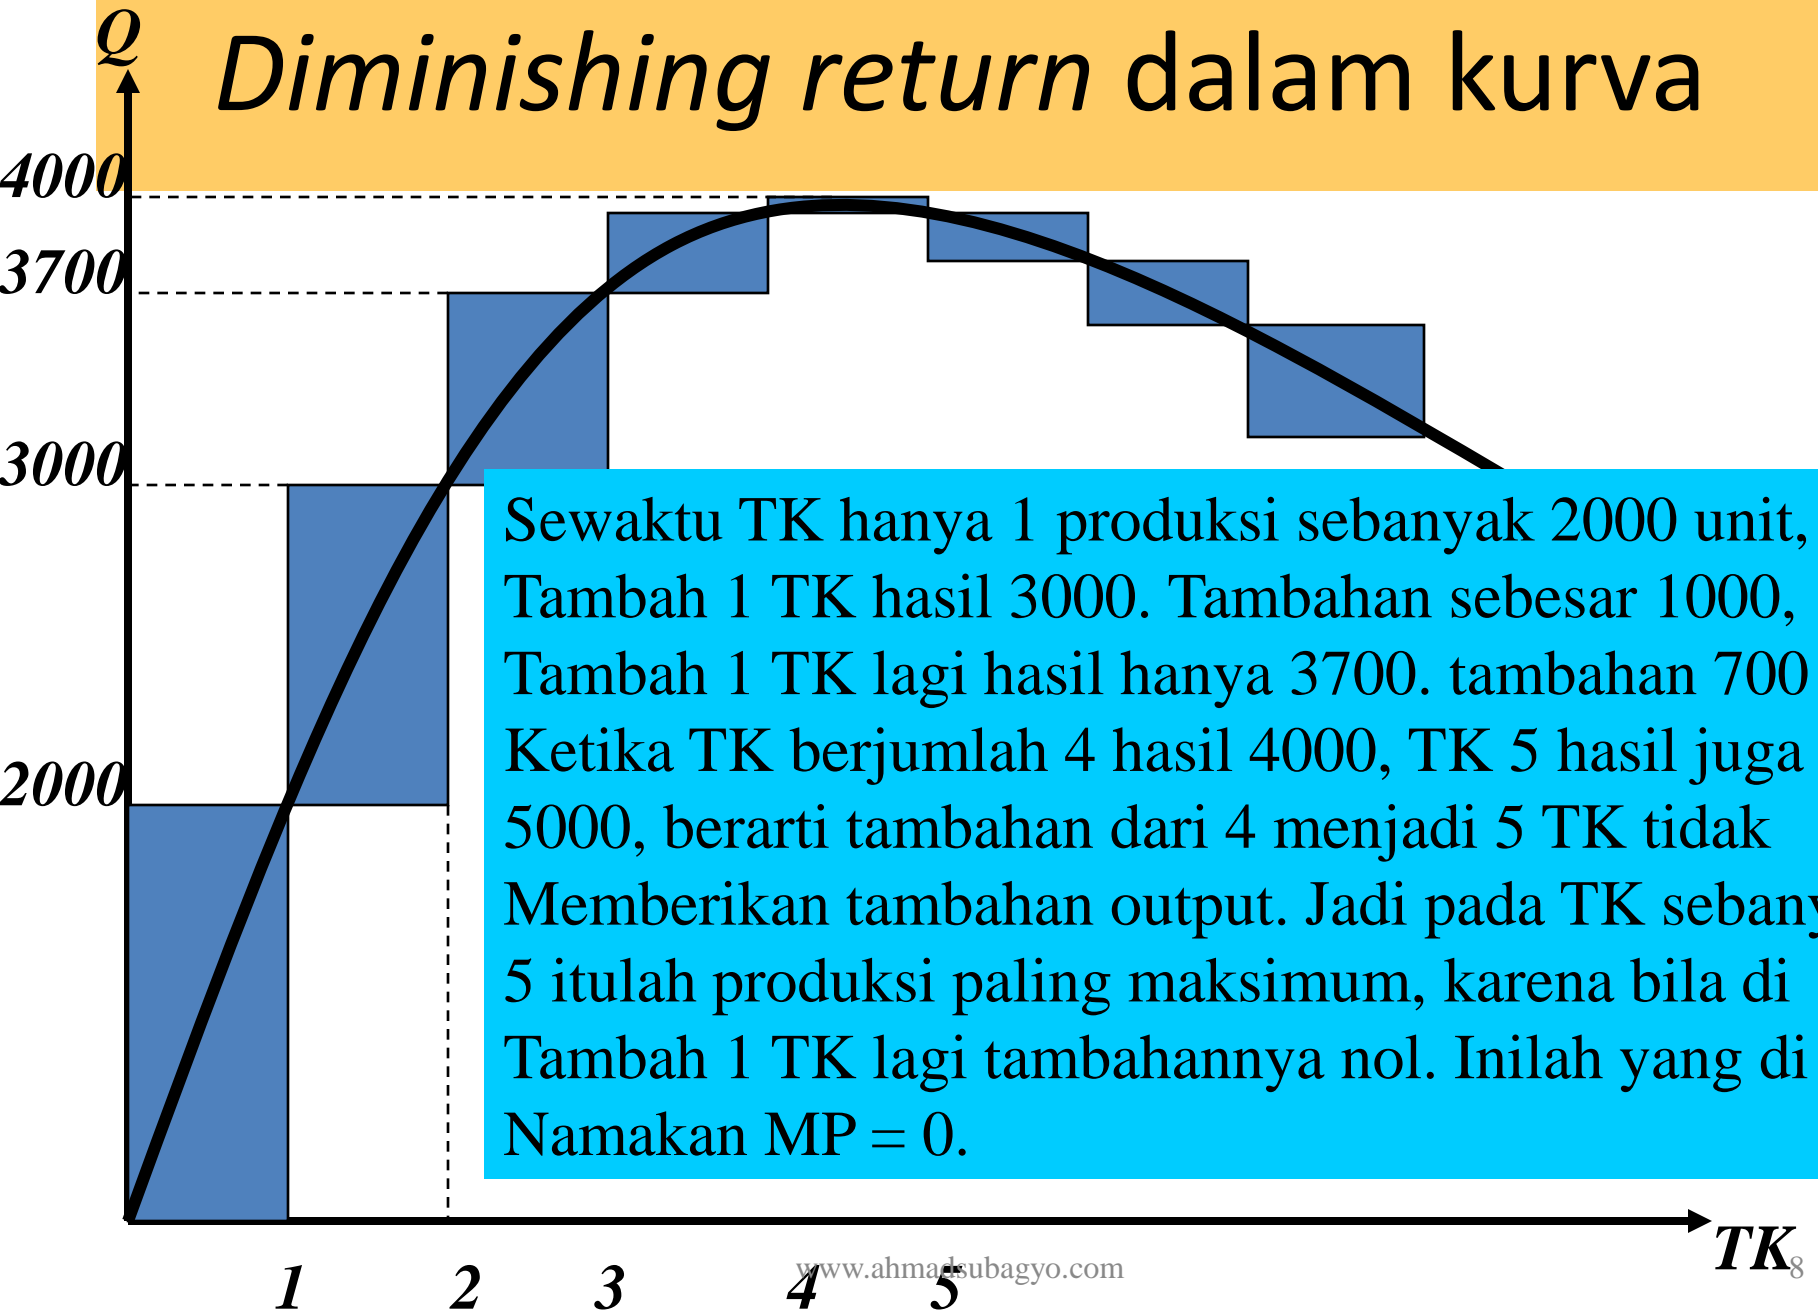 Q
Diminishing return dalam kurva
4000
3700
3000
2000
Sewaktu TK hanya 1 produksi sebanyak 2000 unit,
Tambah 1 TK hasil 3000. Tambahan sebesar 1000,
Tambah 1 TK lagi hasil hanya 3700. tambahan 700
Ketika TK berjumlah 4 hasil 4000, TK 5 hasil juga
5000, berarti tambahan dari 4 menjadi 5 TK tidak
Memberikan tambahan output. Jadi pada TK sebany
5 itulah produksi paling maksimum, karena bila di
Tambah 1 TK lagi tambahannya nol. Inilah yang di
Namakan MP = 0.
TK
1 2 3 4 5
www.ahmadsubagyo.com
8